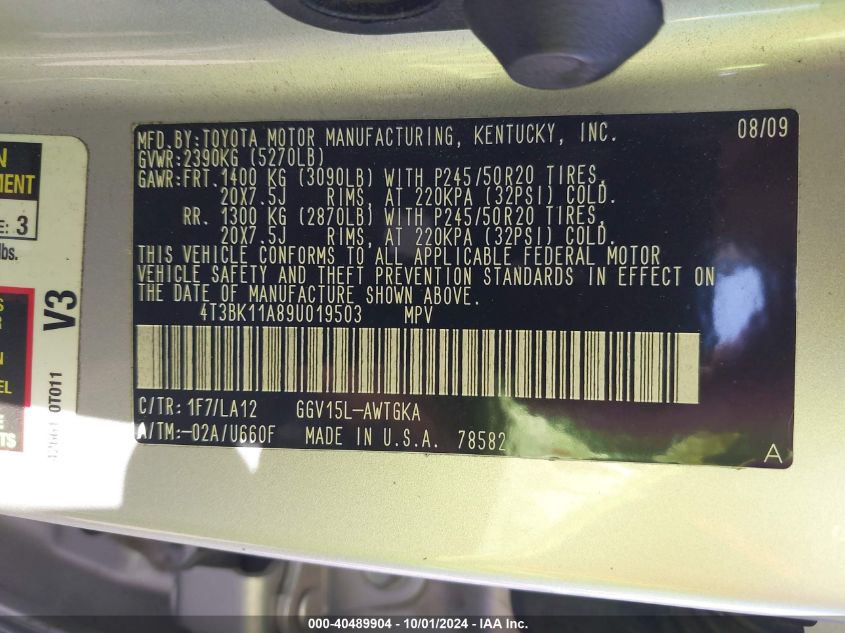 MFD.BY:TOYOTA MOTOR MANUFACTURING, KENTUCKY, INC. 08/09
GVWR:2390KG (5270LB)
GAWR:FRT.1400 KG (3090LB) WITH P245/50R20 TIRES,
20X7.5J RIMS, AT 220KPA (32PSI) COLD.
RR. 1300 KG (2870LB) WITH P245/50R20 TIRES,
20X7.5J RIMS, AT 220KPA (32PSI) COLD.
THIS VEHICLE CONFORMS TO ALL APPLICABLE FEDERAL MOTOR
VEHICLE SAFETY AND THEFT PREVENTION STANDARDS IN EFFECT ON
THE DATE OF MANUFACTURE SHOWN ABOVE.
4T3BK11A89U019503 MPV
C/TR:1F7/LA12 GGV15L-AWTGKA
A/TM:-02A/U660F MADE IN U.S.A. 78582
A
3
lbs.
V3
0T011
000-40489904 - 10/01/2024 - IAA Inc.